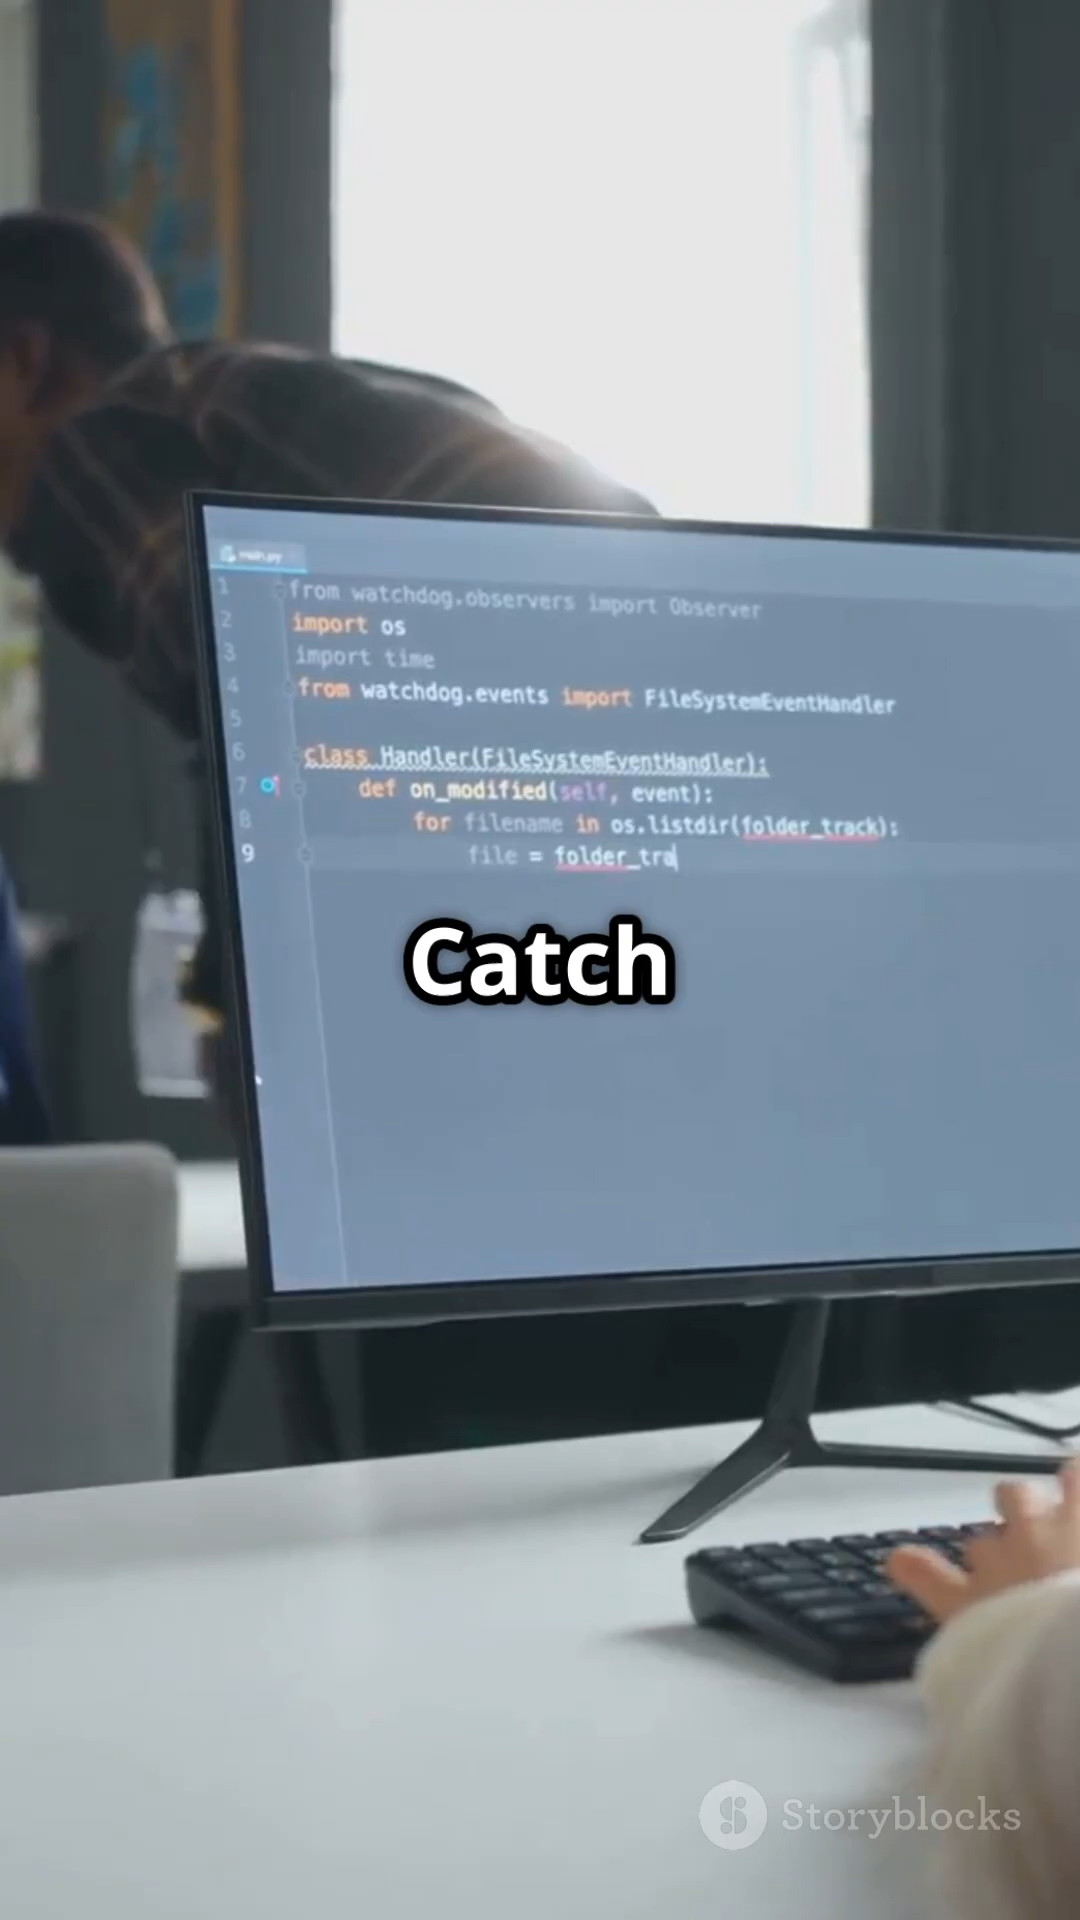 main.py
1 from watchdog.observers import Observer
2 import os
3 import time
4 from watchdog.events import FileSystemEventHandler
5
6 class Handler(FileSystemEventHandler):
7 def on_modified(self, event):
8 for filename in os.listdir(folder_track):
9 file = folder_tra
Catch
Storyblocks